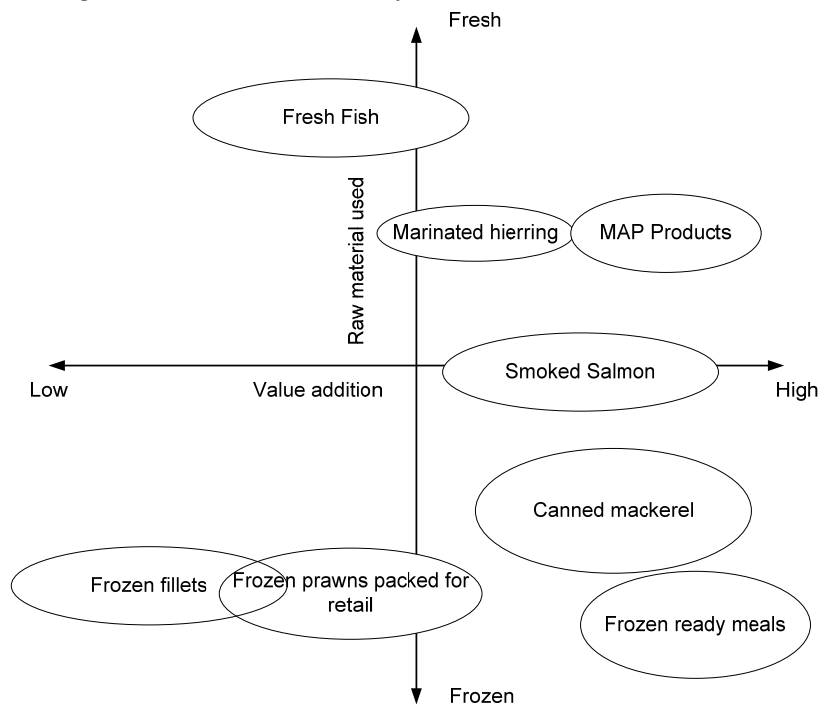 Fresh
Fresh Fish
Raw material used
Marinated hierring
MAP Products
Smoked Salmon
Low
Value addition
High
Canned mackerel
Frozen fillets
Frozen prawns packed for
retail
Frozen ready meals
Frozen